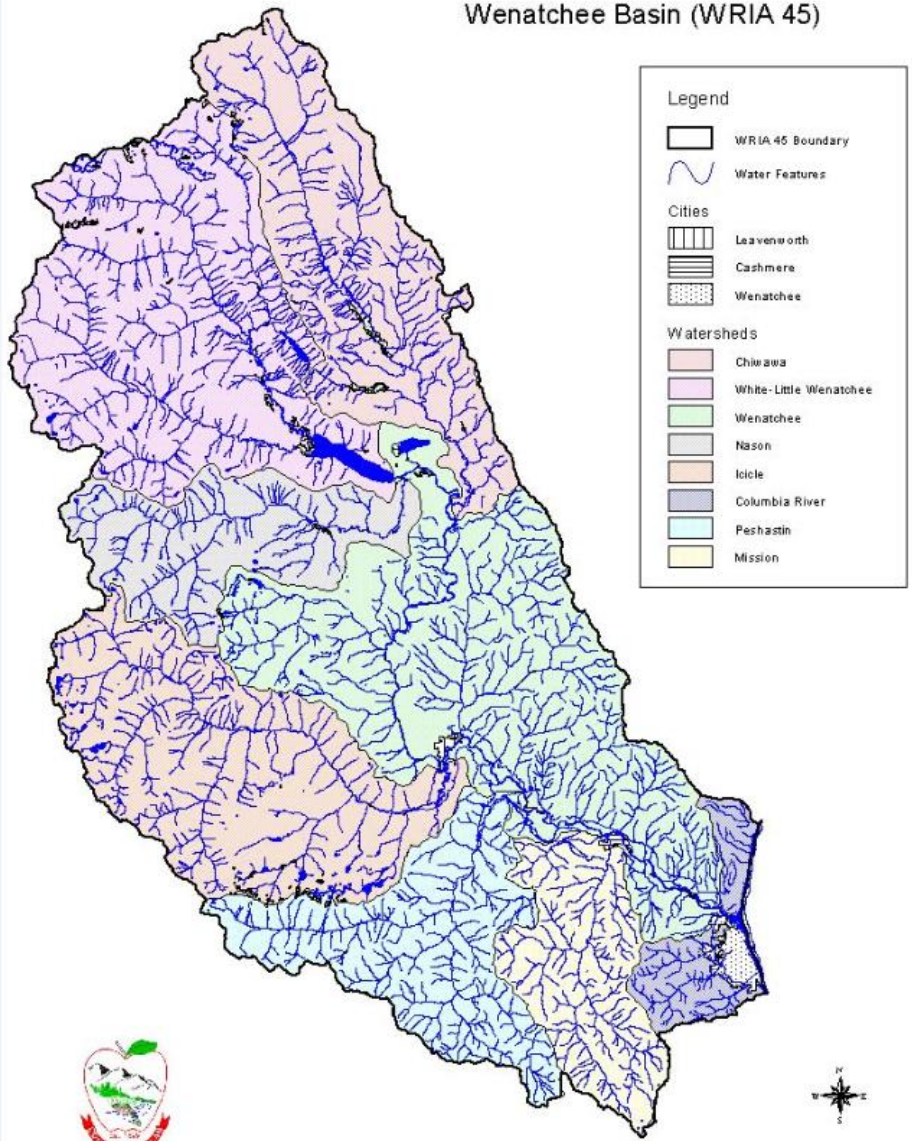 Wenatchee Basin (WRIA 45)
Legend
WRIA 45 Boundary
Water Features
Cities
Leavenworth
Cashmere
Wenatchee
Watersheds
Chiwawa
White-Little Wenatchee
Wenatchee
Nason
Icicle
Columbia River
Peshastin
Mission
N
W
E
S